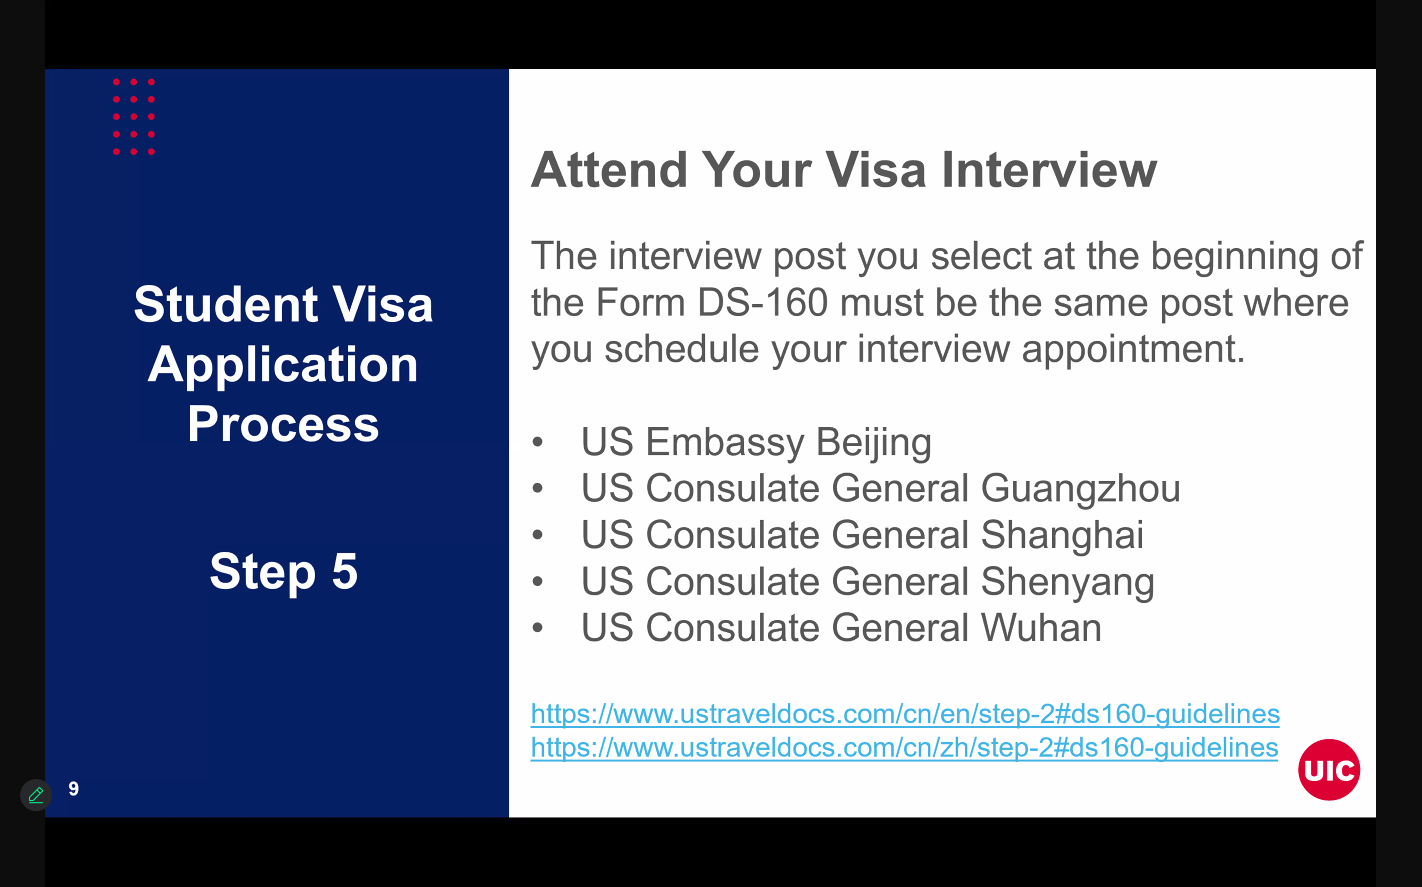 Student Visa
Application
Process
Step 5
9
Attend Your Visa Interview
The interview post you select at the beginning of
the Form DS-160 must be the same post where
you schedule your interview appointment.
• US Embassy Beijing
• US Consulate General Guangzhou
• US Consulate General Shanghai
• US Consulate General Shenyang
• US Consulate General Wuhan
https://www.ustraveldocs.com/cn/en/step-2#ds160-guidelines
https://www.ustraveldocs.com/cn/zh/step-2#ds160-guidelines
UIC